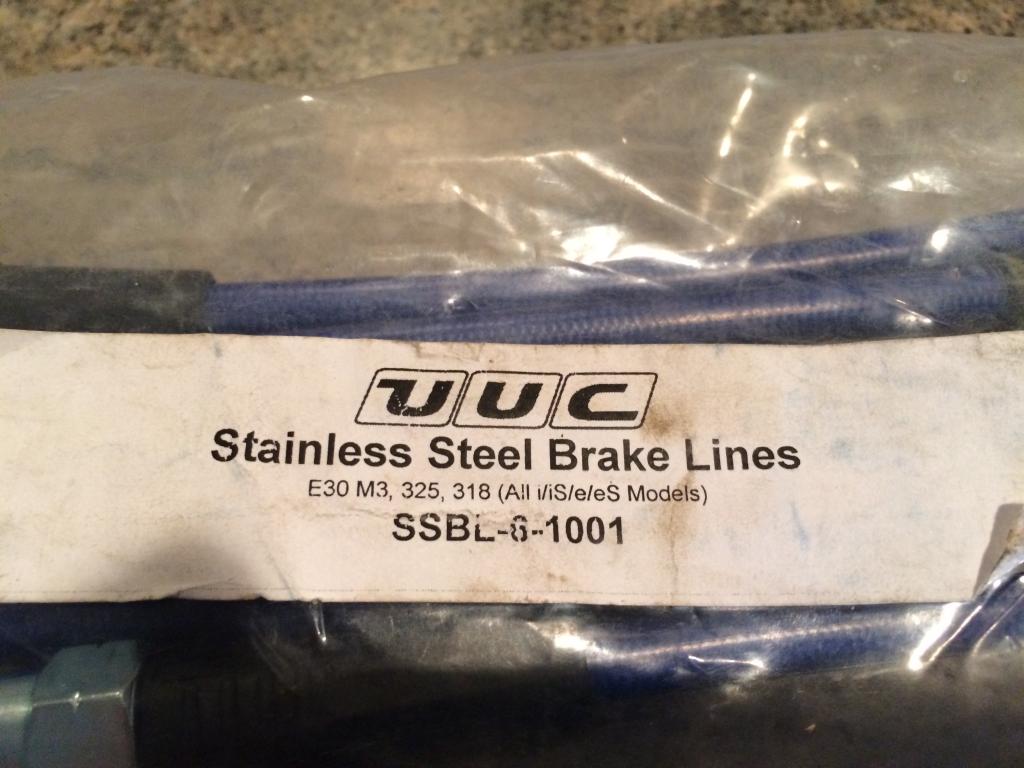 UUC
Stainless Steel Brake Lines
E30 M3, 325, 318 (All i/iS/e/eS Models)
SSBL-6-1001